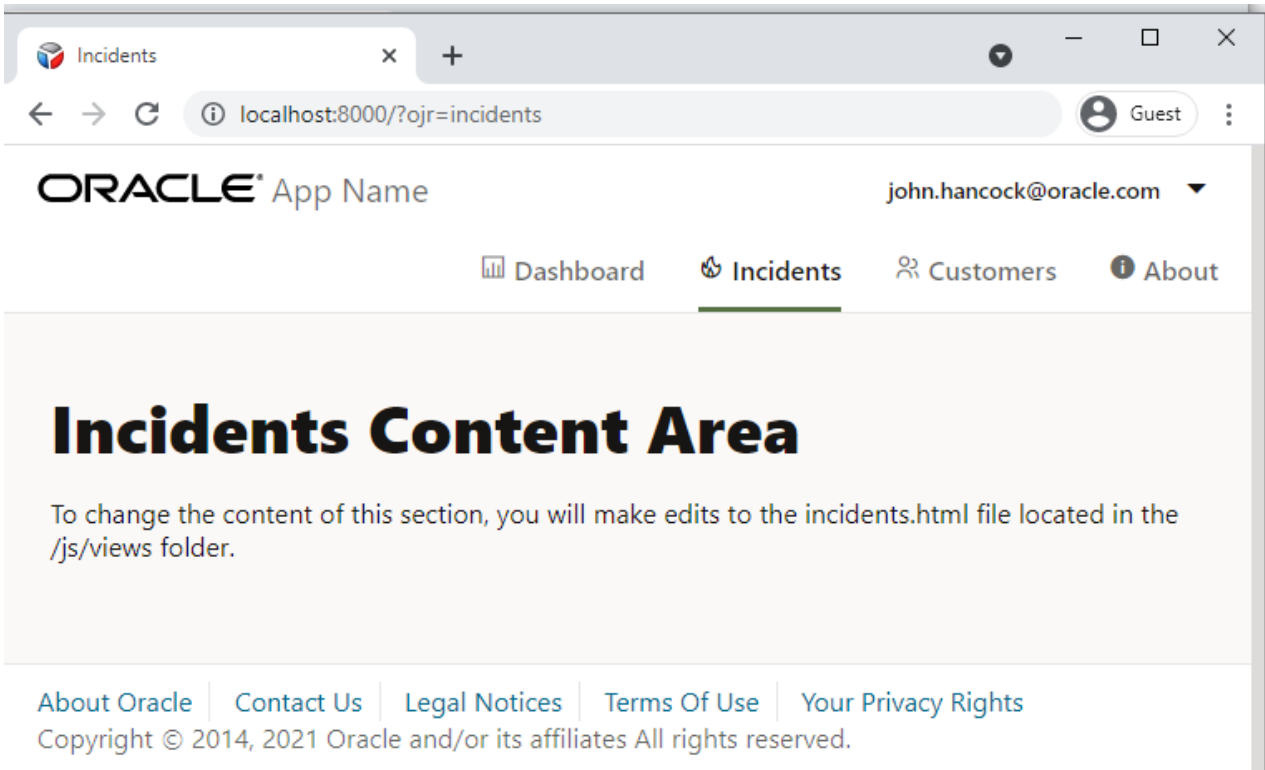 Incidents
localhost:8000/?ojr=incidents
Guest
ORACLE® App Name
john.hancock@oracle.com
Dashboard Incidents Customers About
Incidents Content Area
To change the content of this section, you will make edits to the incidents.html file located in the
/js/views folder.
About Oracle Contact Us Legal Notices Terms Of Use Your Privacy Rights
Copyright © 2014, 2021 Oracle and/or its affiliates All rights reserved.